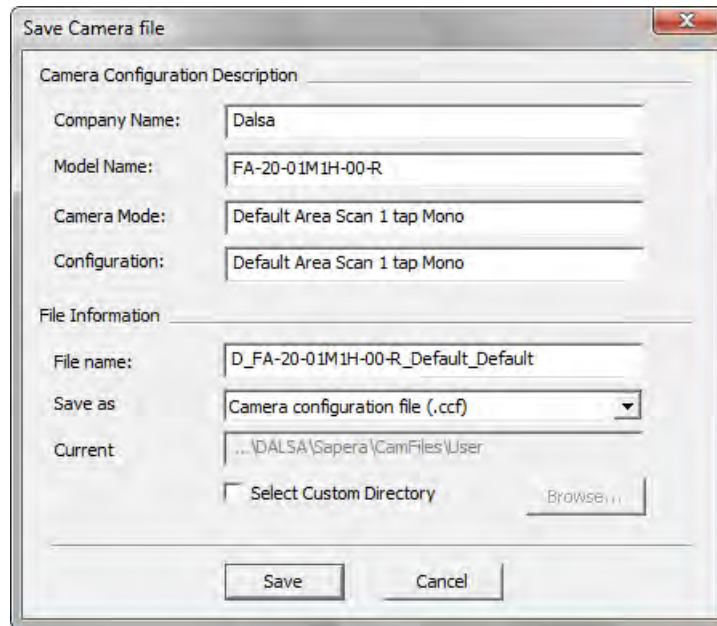 Save Camera file
Camera Configuration Description
Company Name: Dalsa
Model Name: FA-20-01M1H-00-R
Camera Mode: Default Area Scan 1 tap Mono
Configuration: Default Area Scan 1 tap Mono
File Information
File name: D_FA-20-01M1H-00-R_Default_Default
Save as Camera configuration file (.ccf)
Current ...\DALSA\Sapera\CamFiles\User
Select Custom Directory Browse...
Save Cancel